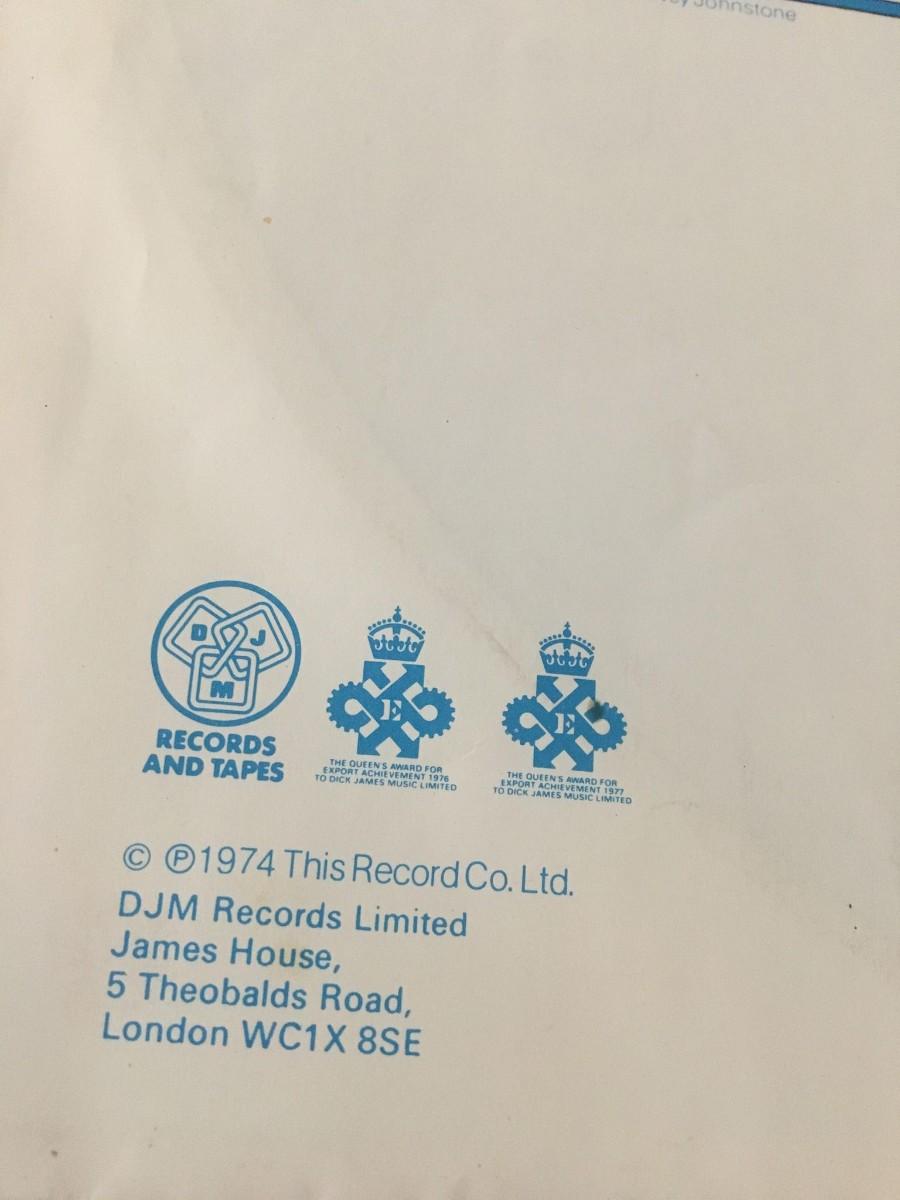 Johnstone
D J
M
RECORDS
AND TAPES
E
THE QUEEN'S AWARD FOR
EXPORT ACHIEVEMENT 1976
TO DICK JAMES MUSIC LIMITED
E
THE QUEEN'S AWARD FOR
EXPORT ACHIEVEMENT 1977
TO DICK JAMES MUSIC LIMITED
© ℗1974 This Record Co. Ltd.
DJM Records Limited
James House,
5 Theobalds Road,
London WC1X 8SE